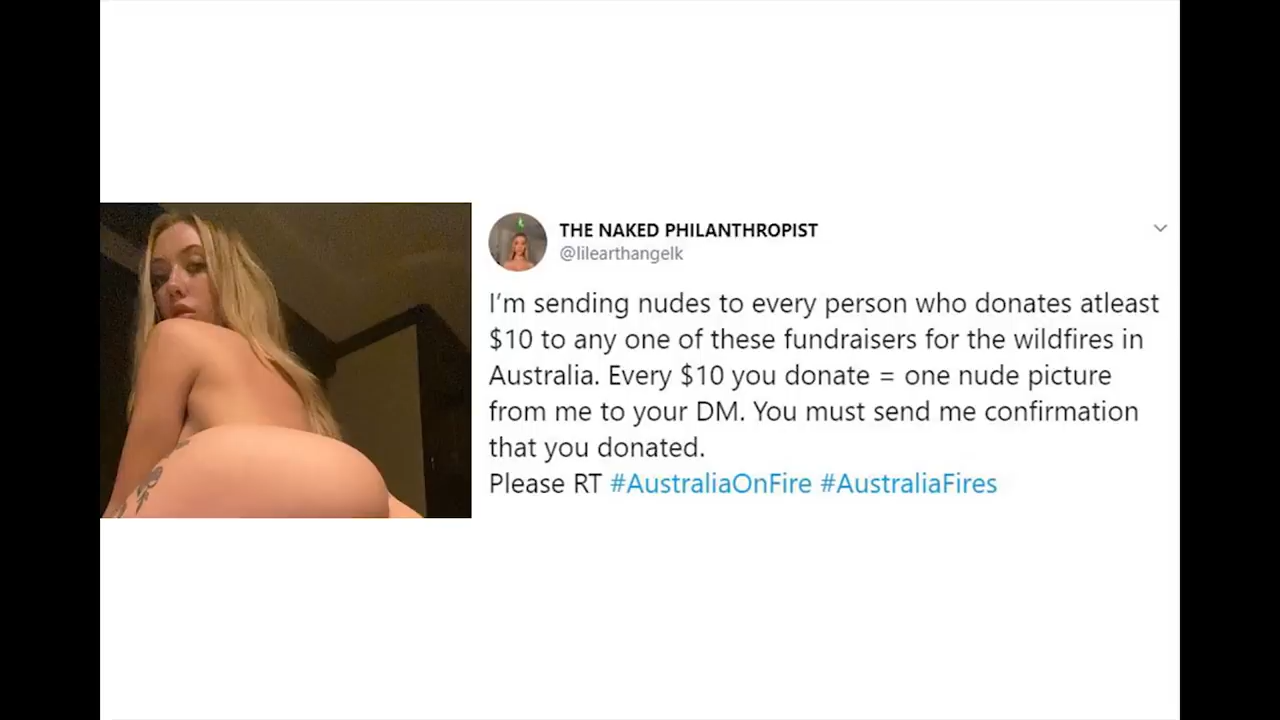 THE NAKED PHILANTHROPIST
@lilearthangelk
I'm sending nudes to every person who donates atleast
$10 to any one of these fundraisers for the wildfires in
Australia. Every $10 you donate = one nude picture
from me to your DM. You must send me confirmation
that you donated.
Please RT #AustraliaOnFire #AustraliaFires